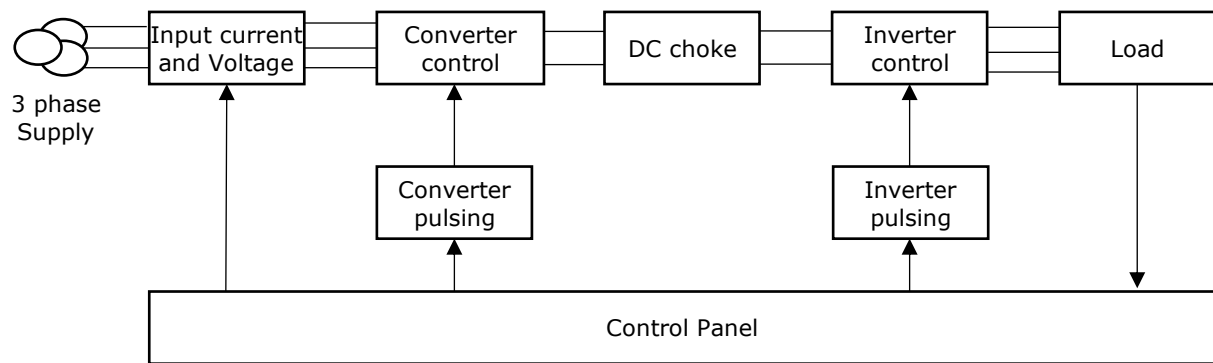 Input current
and Voltage
Converter
control
DC choke
Inverter
control
Load
3 phase
Supply
Converter
pulsing
Inverter
pulsing
Control Panel